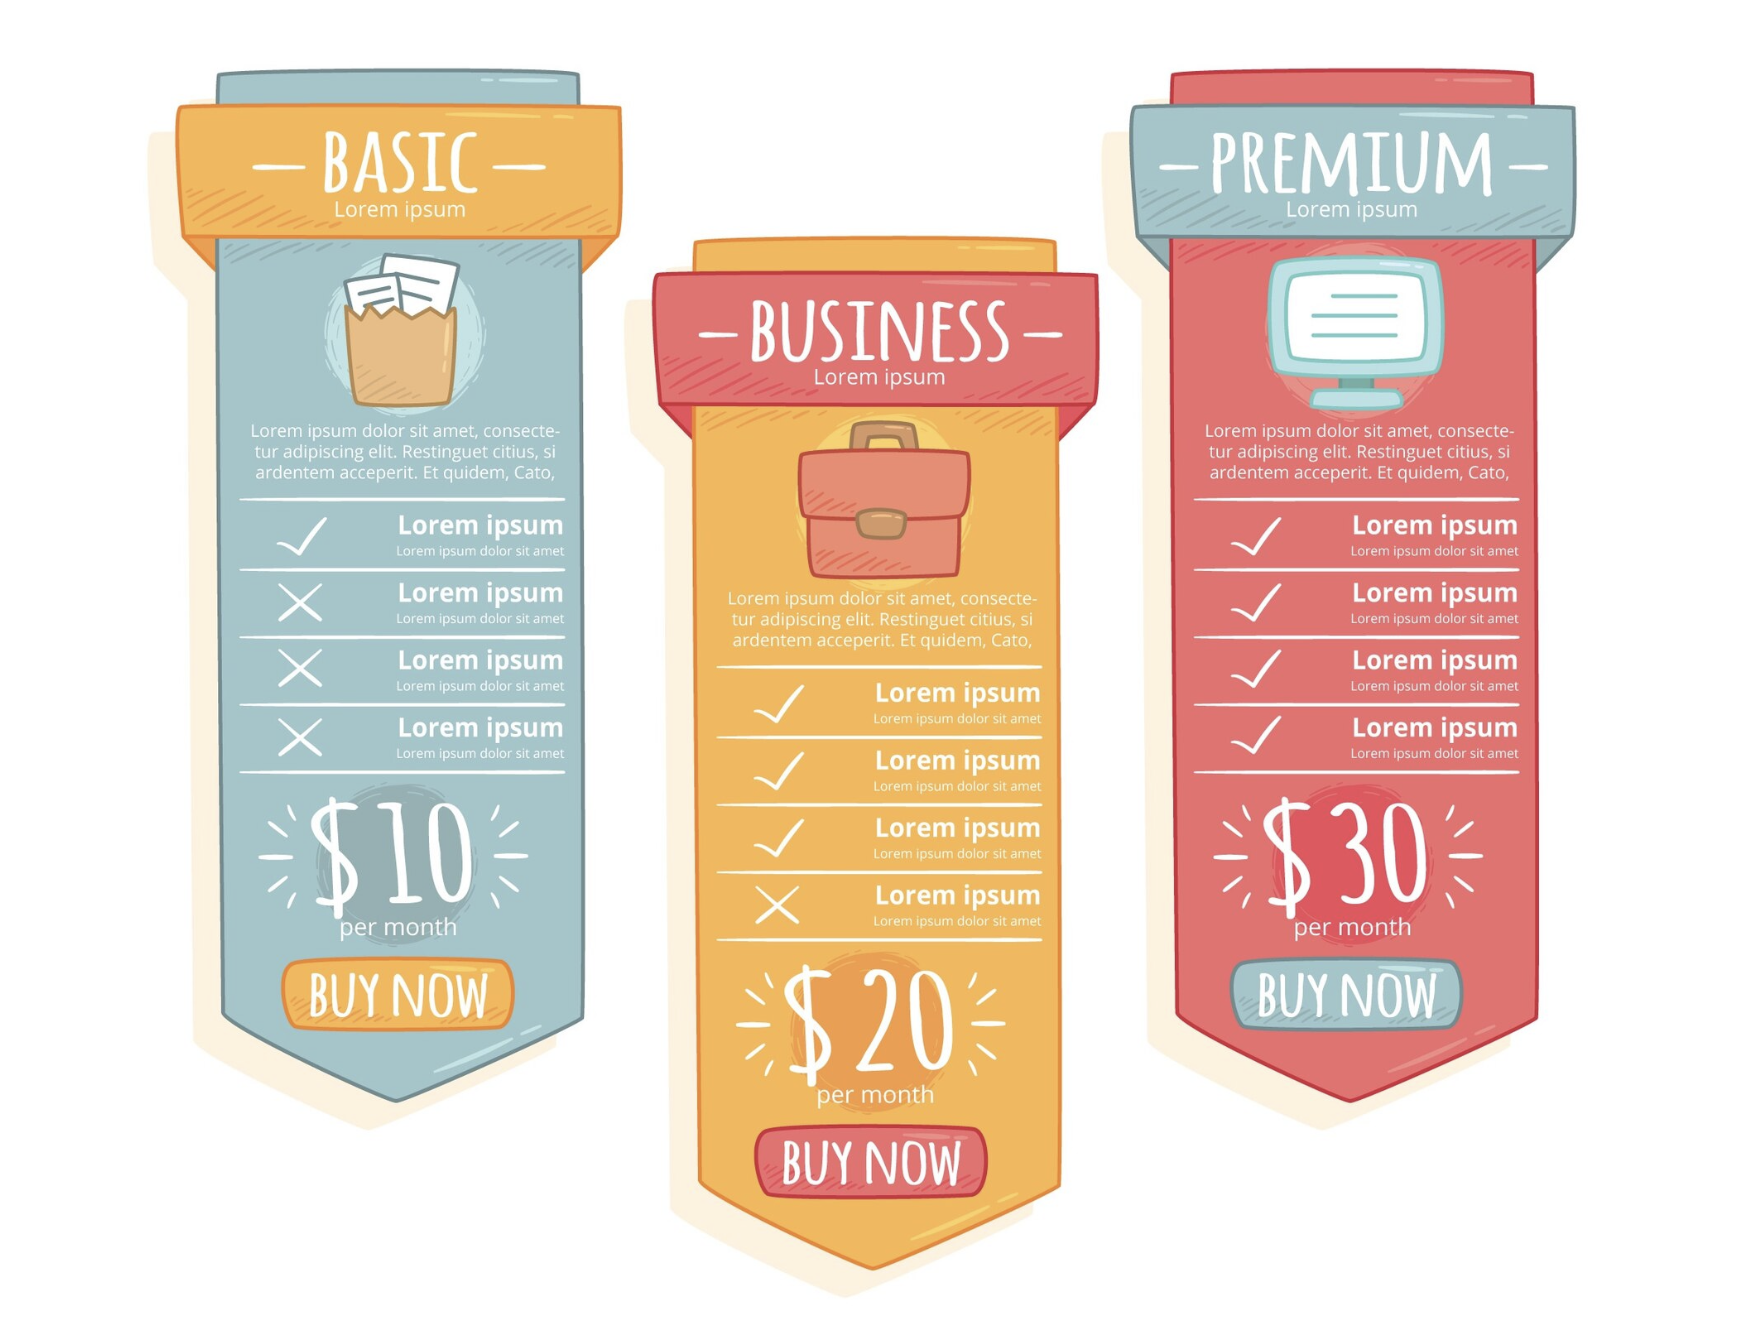 — BASIC —
Lorem ipsum
Lorem ipsum dolor sit amet, consecte-
tur adipiscing elit. Restinguet citius, si
ardentem acceperit. Et quidem, Cato,
Lorem ipsum
Lorem ipsum dolor sit amet
Lorem ipsum
Lorem ipsum dolor sit amet
Lorem ipsum
Lorem ipsum dolor sit amet
Lorem ipsum
Lorem ipsum dolor sit amet
$10
per month
BUY NOW
— BUSINESS —
Lorem ipsum
Lorem ipsum dolor sit amet, consecte-
tur adipiscing elit. Restinguet citius, si
ardentem acceperit. Et quidem, Cato,
Lorem ipsum
Lorem ipsum dolor sit amet
Lorem ipsum
Lorem ipsum dolor sit amet
Lorem ipsum
Lorem ipsum dolor sit amet
Lorem ipsum
Lorem ipsum dolor sit amet
$20
per month
BUY NOW
— PREMIUM —
Lorem ipsum
Lorem ipsum dolor sit amet, consecte-
tur adipiscing elit. Restinguet citius, si
ardentem acceperit. Et quidem, Cato,
Lorem ipsum
Lorem ipsum dolor sit amet
Lorem ipsum
Lorem ipsum dolor sit amet
Lorem ipsum
Lorem ipsum dolor sit amet
Lorem ipsum
Lorem ipsum dolor sit amet
$30
per month
BUY NOW